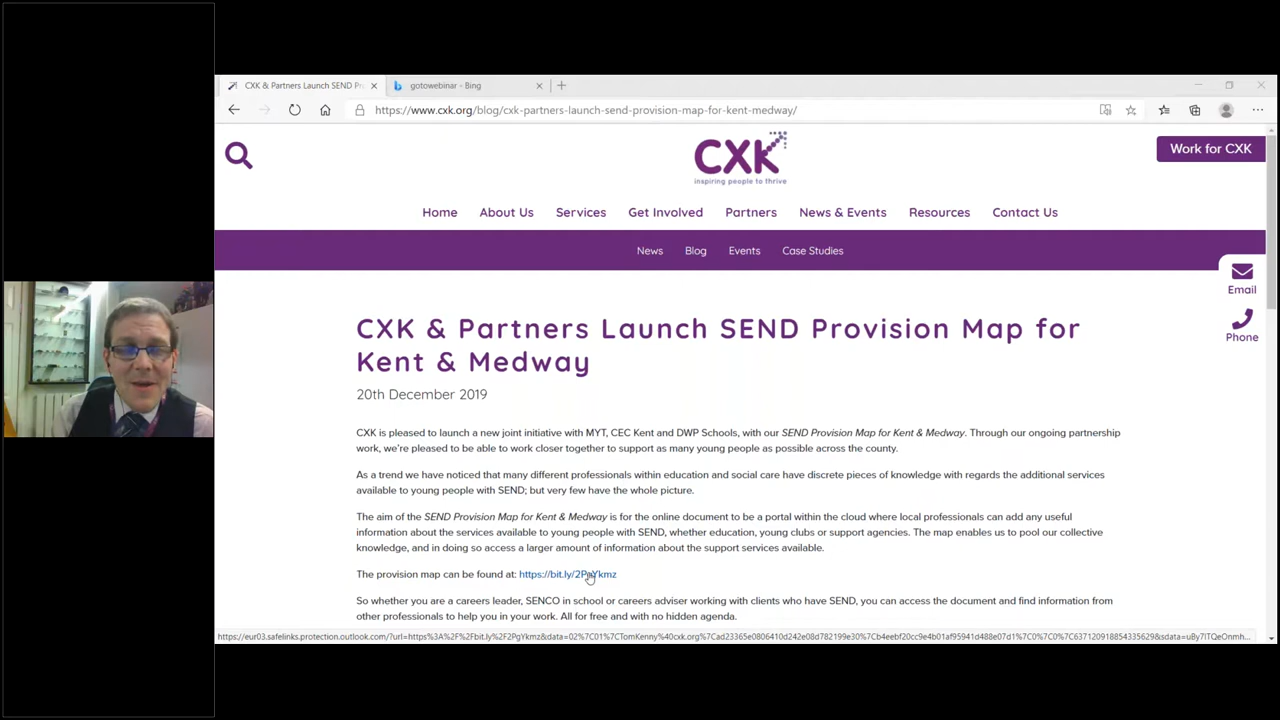 CXK & Partners Launch SEND Pr
gotowebinar - Bing
https://www.cxk.org/blog/cxk-partners-launch-send-provision-map-for-kent-medway/
CXK
inspiring people to thrive
Work for CXK
Home About Us Services Get Involved Partners News & Events Resources Contact Us
News Blog Events Case Studies
Email
Phone
CXK & Partners Launch SEND Provision Map for
Kent & Medway
20th December 2019
CXK is pleased to launch a new joint initiative with MYT, CEC Kent and DWP Schools, with our SEND Provision Map for Kent & Medway. Through our ongoing partnership
work, we're pleased to be able to work closer together to support as many young people as possible across the county.
As a trend we have noticed that many different professionals within education and social care have discrete pieces of knowledge with regards the additional services
available to young people with SEND; but very few have the whole picture.
The aim of the SEND Provision Map for Kent & Medway is for the online document to be a portal within the cloud where local professionals can add any useful
information about the services available to young people with SEND, whether education, young clubs or support agencies. The map enables us to pool our collective
knowledge, and in doing so access a larger amount of information about the support services available.
The provision map can be found at: https://bit.ly/2PgYkmz
So whether you are a careers leader, SENCO in school or careers adviser working with clients who have SEND, you can access the document and find information from
other professionals to help you in your work. All for free and with no hidden agenda.